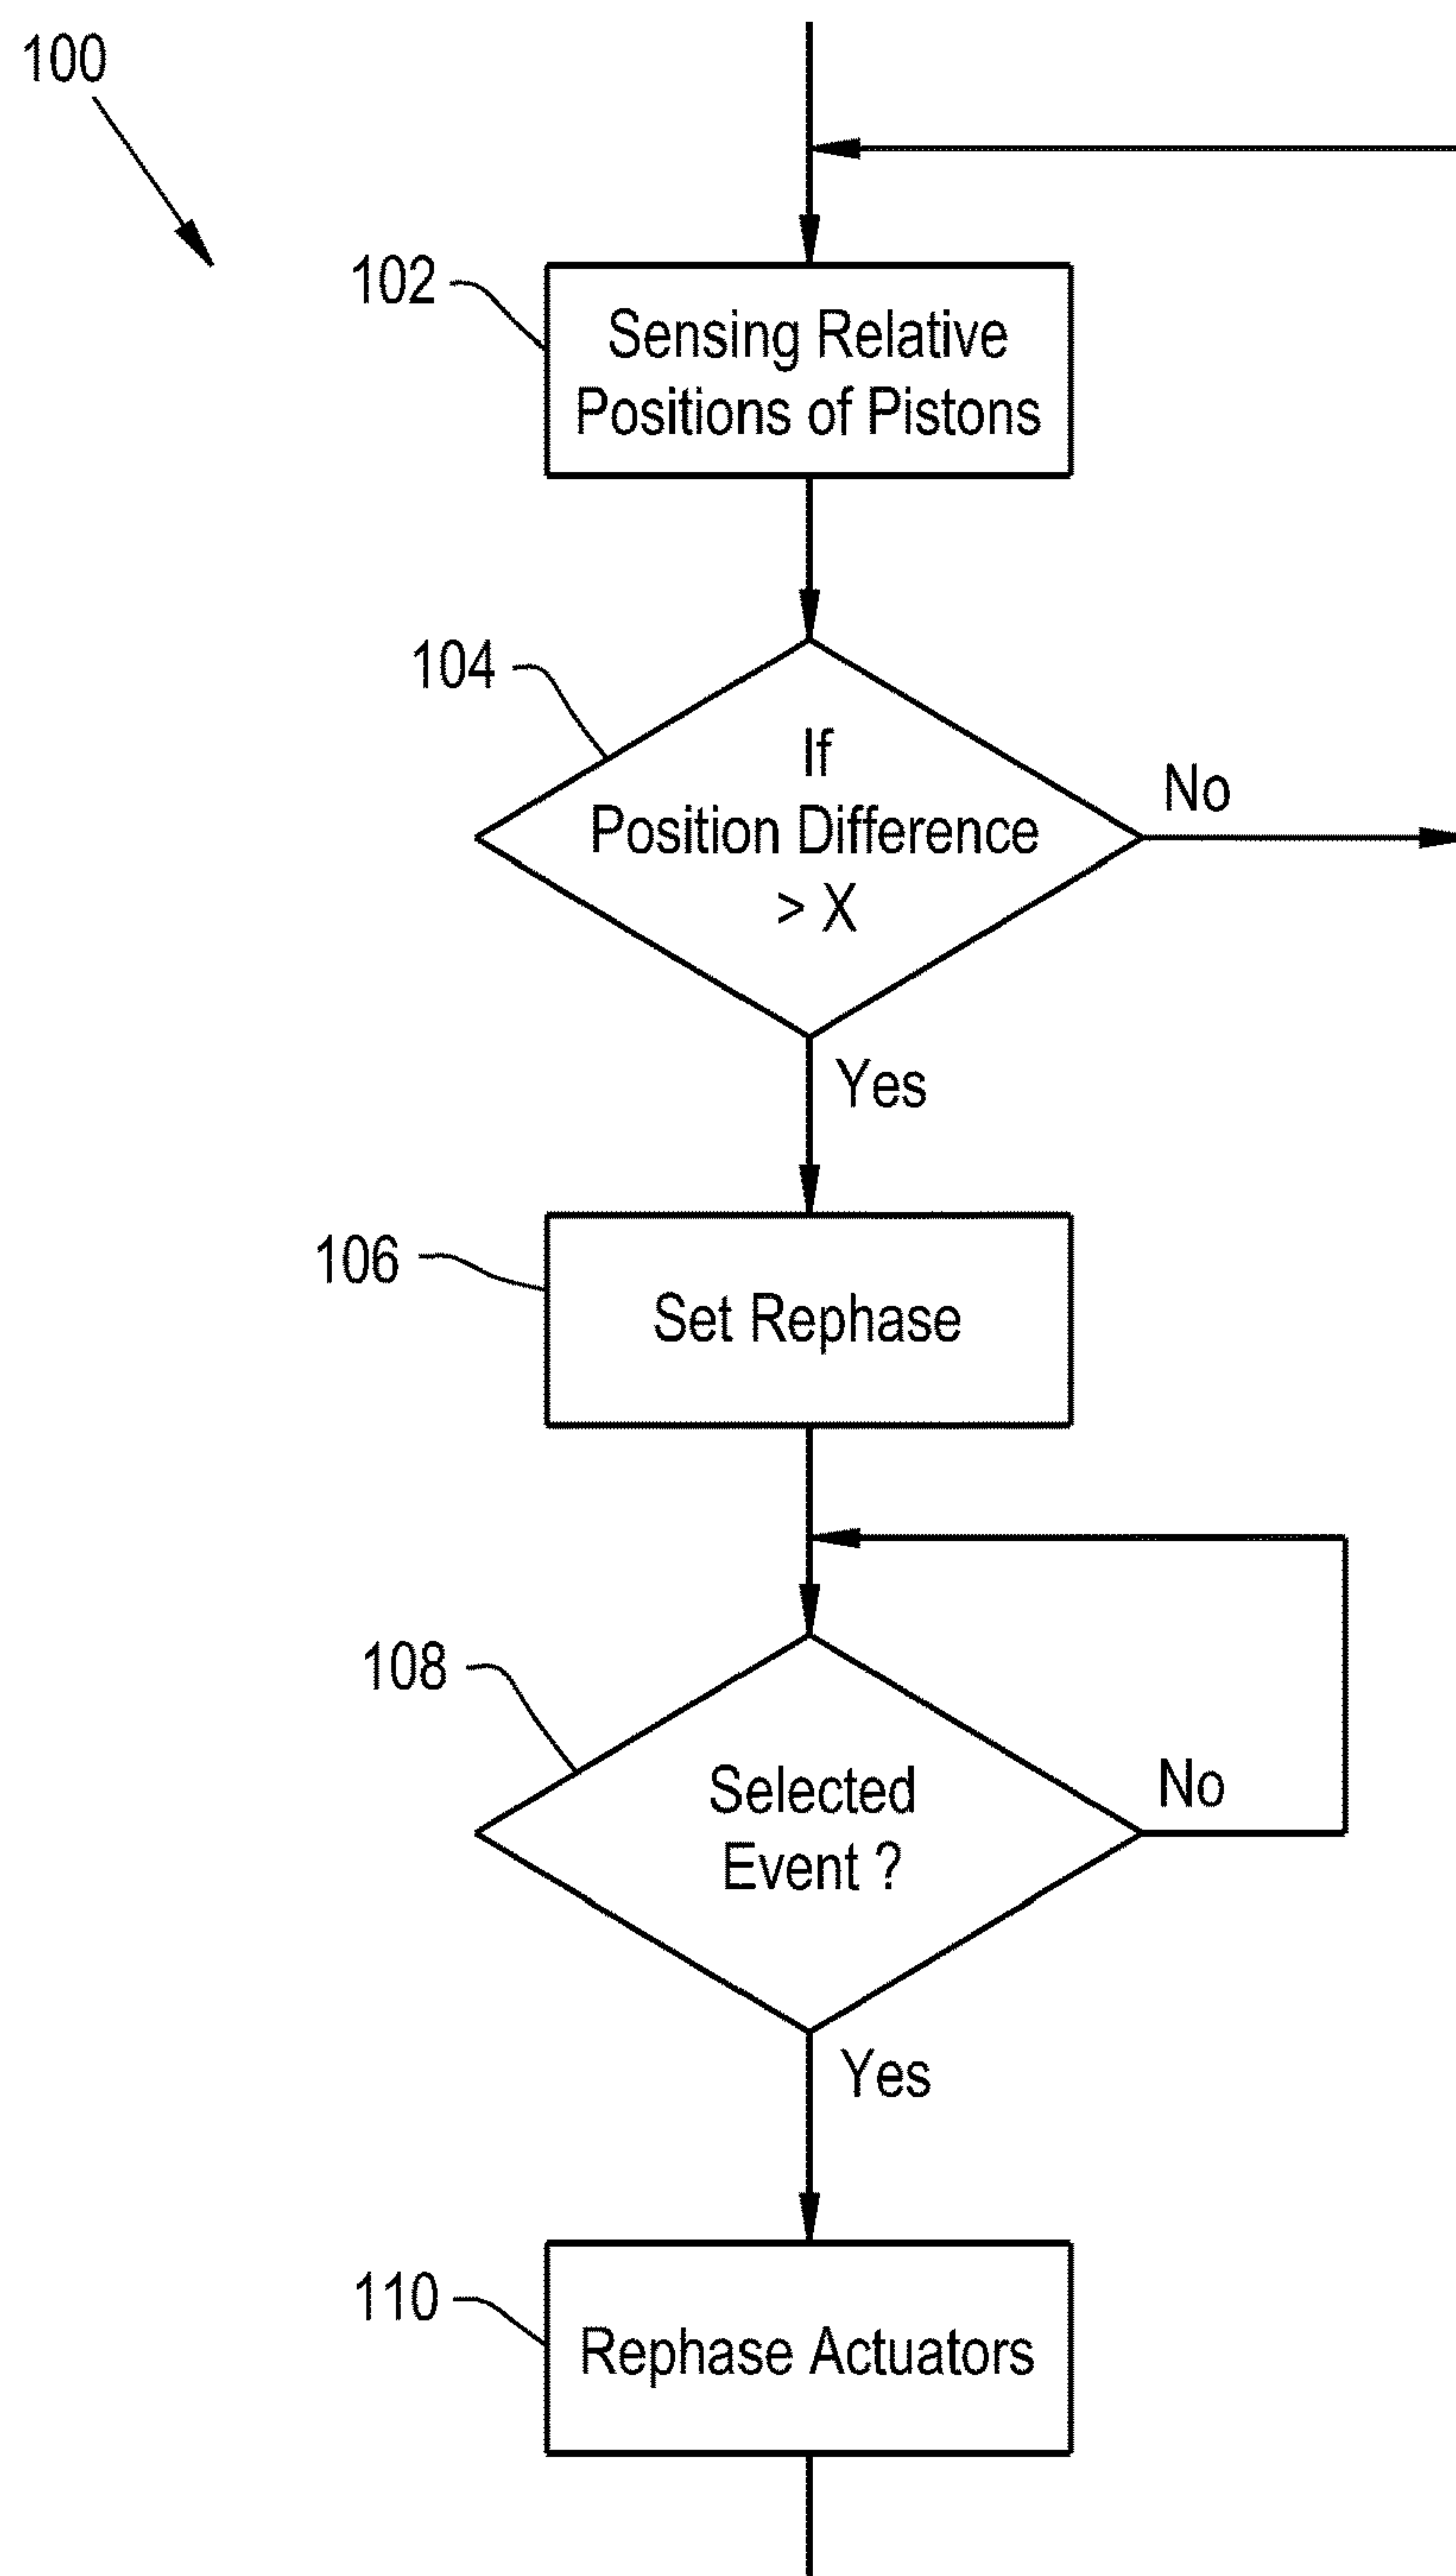 100
102
Sensing Relative
Positions of Pistons
104
If
Position Difference
> X
No
Yes
106
Set Rephase
108
Selected
Event ?
No
Yes
110
Rephase Actuators